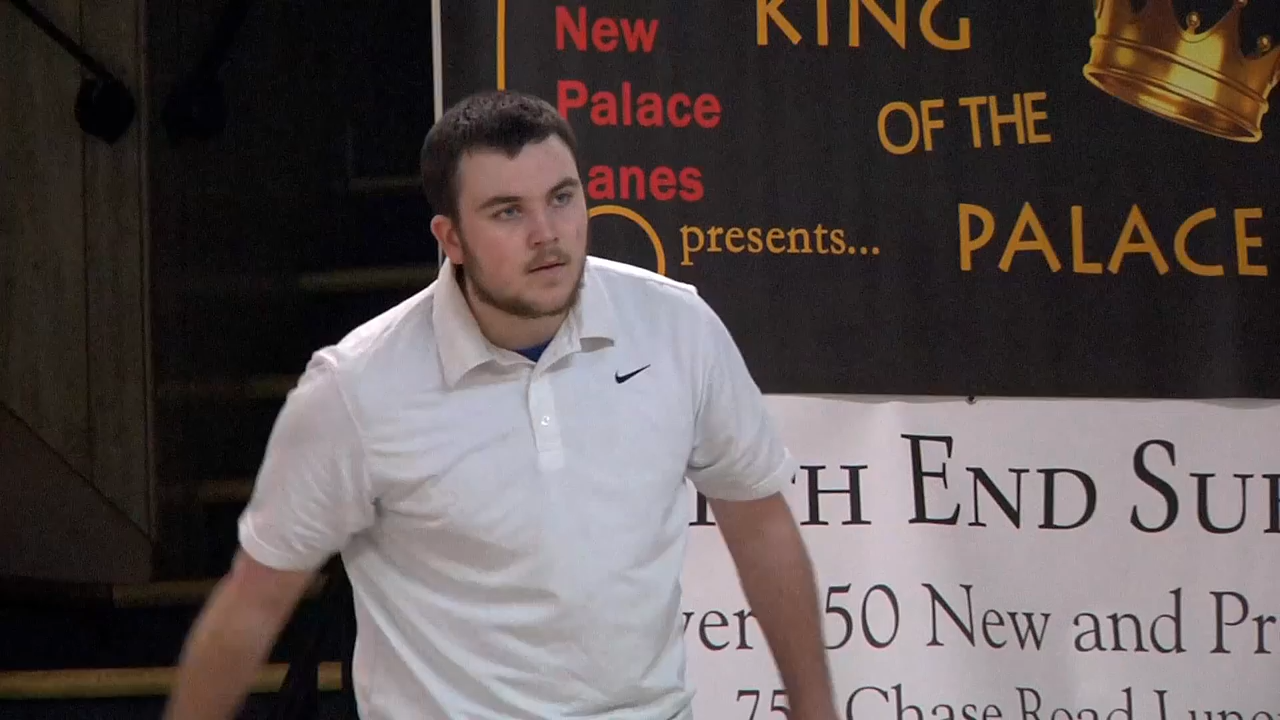 New
Palace
anes
presents...
KING
OF THE
PALACE
TH END SU
ver 50 New and Pr
75 Chase Road Lune